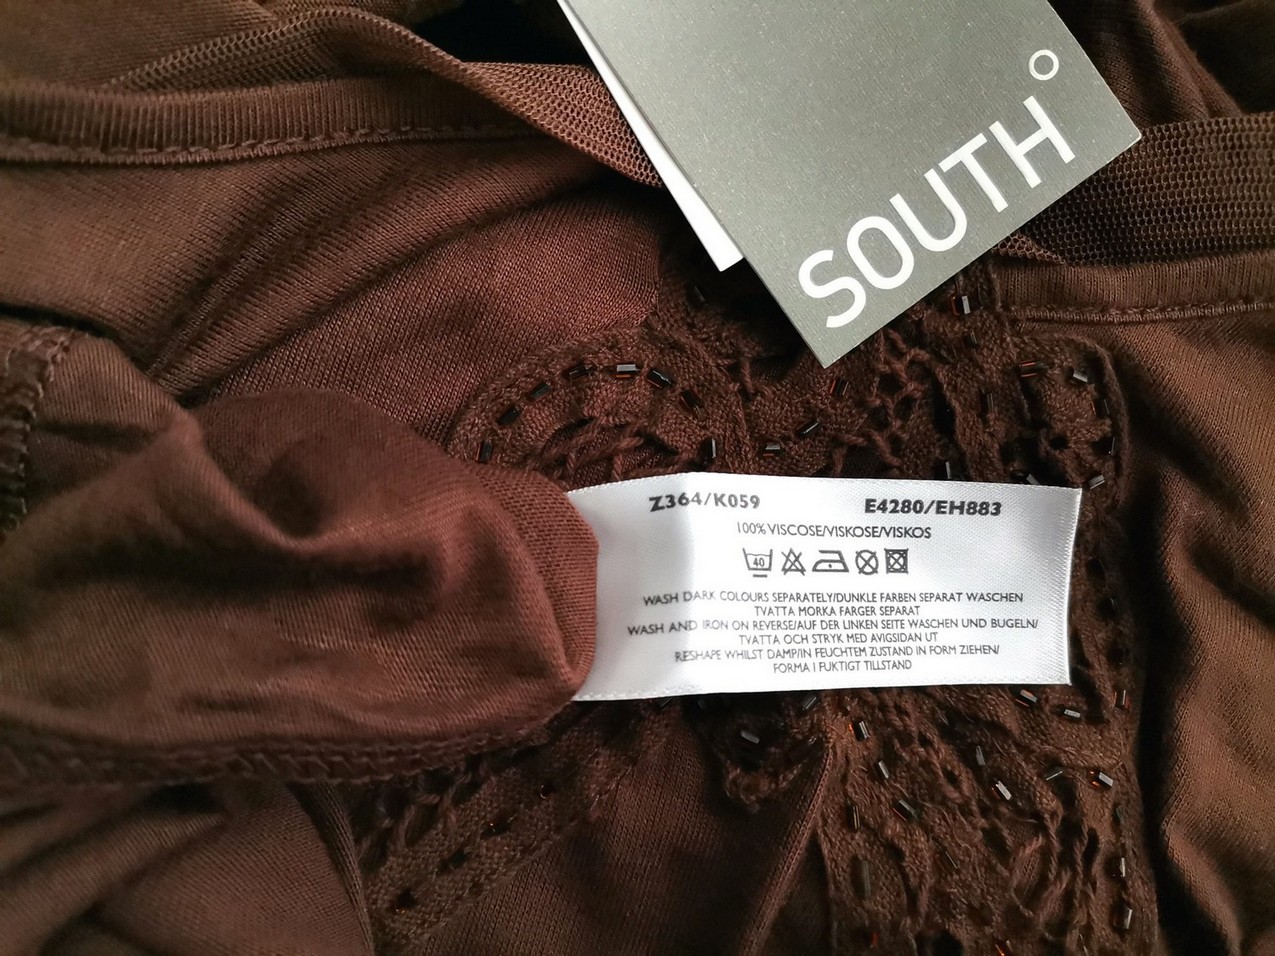 SOUTH°
Z364/K059 E4280/EH883
100% VISCOSE/VISKOSE/VISKOS
40
WASH DARK COLOURS SEPARATELY/DUNKLE FARBEN SEPARAT WASCHEN
TVATTA MORKA FARGER SEPARAT
WASH AND IRON ON REVERSE/AUF DER LINKEN SEITE WASCHEN UND BUGELN/
TVATTA OCH STRYK MED AVIGSIDAN UT
RESHAPE WHILST DAMP/IN FEUCHTEM ZUSTAND IN FORM ZIEHEN/
FORMA I FUKTIGT TILLSTAND